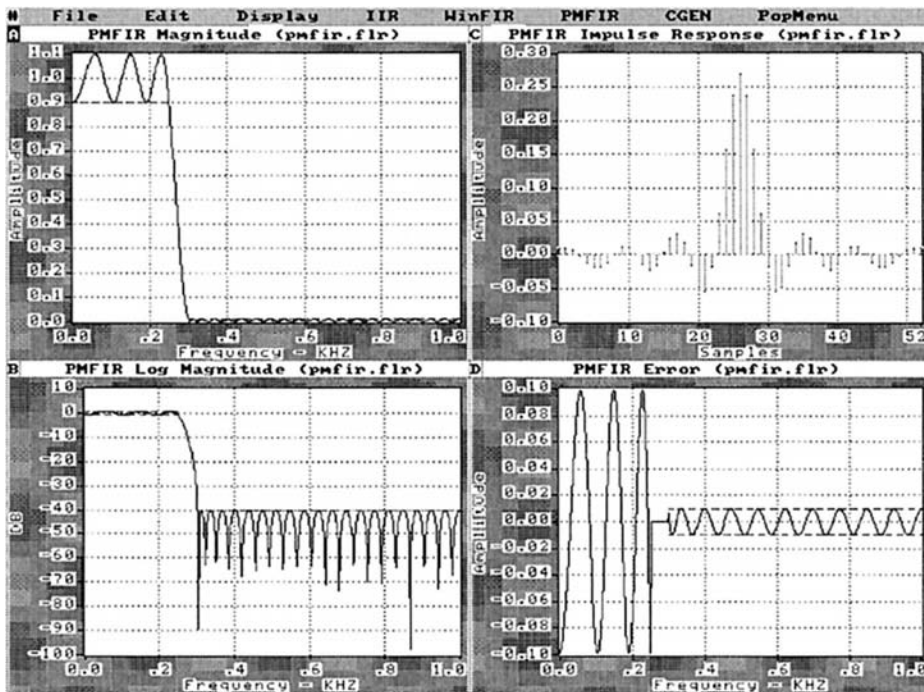 # File Edit Display IIR WinFIR PMFIR CGEN PopMenu
A PMFIR Magnitude (pmfir.flr)
1.1
1.0
0.9
0.8
0.7
0.6
0.5
0.4
0.3
0.2
0.1
0.0
Amplitude
0.0 .2 .4 .6 .8 1.0
Frequency - KHZ
C PMFIR Impulse Response (pmfir.flr)
0.30
0.25
0.20
0.15
0.10
0.05
0.00
-0.05
-0.10
Amplitude
0 10 20 30 40 52
Samples
B PMFIR Log Magnitude (pmfir.flr)
10
0
-10
-20
-30
-40
-50
-60
-70
-80
-90
-100
dB
0.0 .2 .4 .6 .8 1.0
Frequency - KHZ
D PMFIR Error (pmfir.flr)
0.10
0.08
0.06
0.04
0.02
0.00
-0.02
-0.04
-0.06
-0.08
-0.10
Amplitude
0.0 .2 .4 .6 .8 1.0
Frequency - KHZ